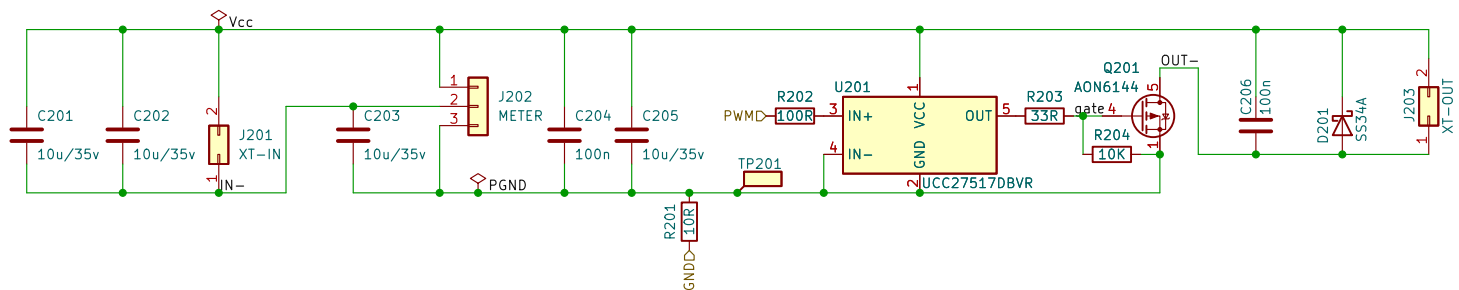 Vcc
C201
10u/35v
C202
10u/35v
2
J201
XT-IN
1
IN-
C203
10u/35v
1
2
3
J202
METER
PGND
C204
100n
C205
10u/35v
R201
10R
GND
TP201
PWM
R202
100R
U201
3
IN+
4
IN-
1
VCC
GND
2
OUT
5
UCC27517DBVR
R203
33R
gate
4
R204
10K
Q201
AON6144
5
1
OUT-
C206
100n
D201
SS34A
2
J203
XT-OUT
1